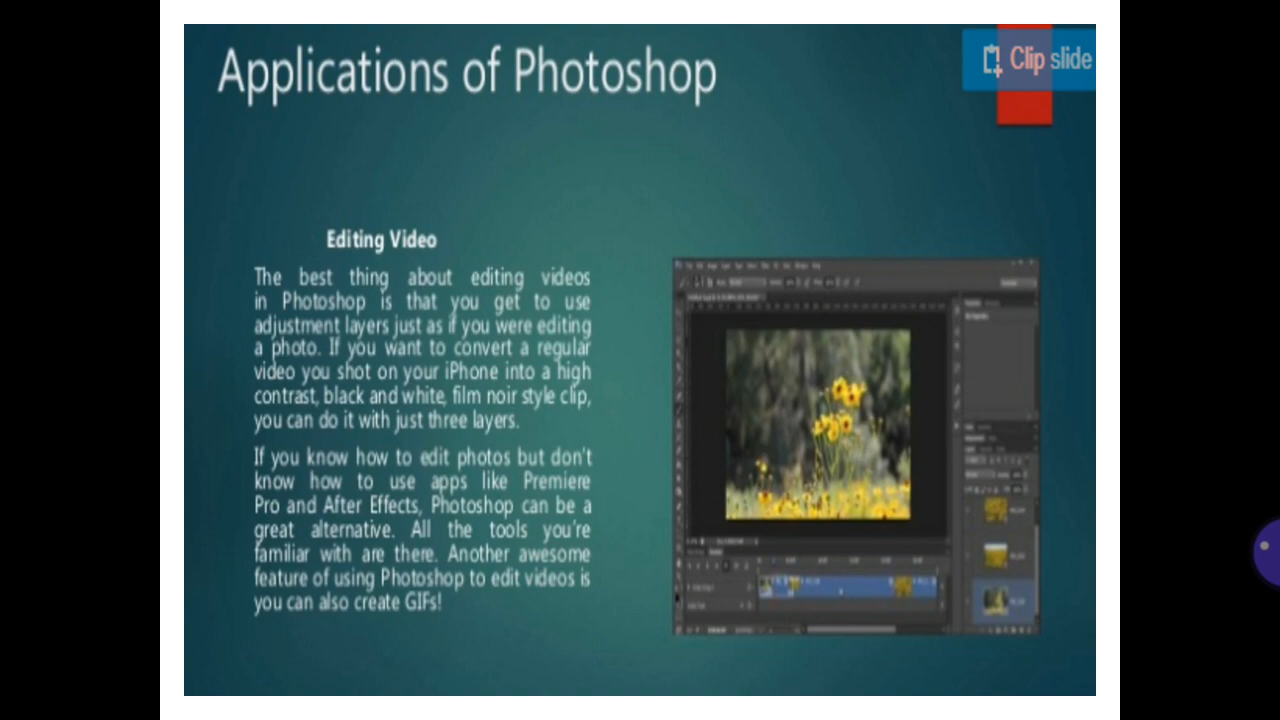 Applications of Photoshop
Clip slide
Editing Video
The best thing about editing videos
in Photoshop is that you get to use
adjustment layers just as if you were editing
a photo. If you want to convert a regular
video you shot on your iPhone into a high
contrast, black and white, film noir style clip,
you can do it with just three layers.
If you know how to edit photos but don't
know how to use apps like Premiere
Pro and After Effects, Photoshop can be a
great alternative. All the tools you're
familiar with are there. Another awesome
feature of using Photoshop to edit videos is
you can also create GIFs!